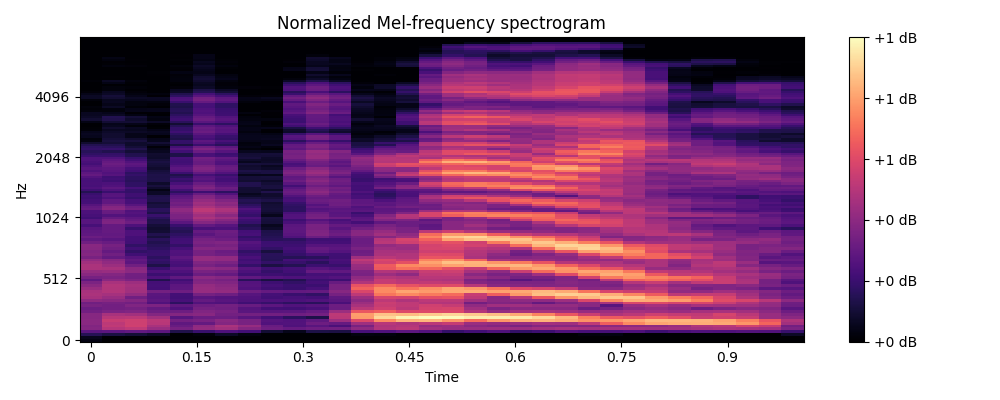 Normalized Mel-frequency spectrogram
Hz
4096
2048
1024
512
0
0 0.15 0.3 0.45 0.6 0.75 0.9
Time
+1 dB
+1 dB
+1 dB
+0 dB
+0 dB
+0 dB